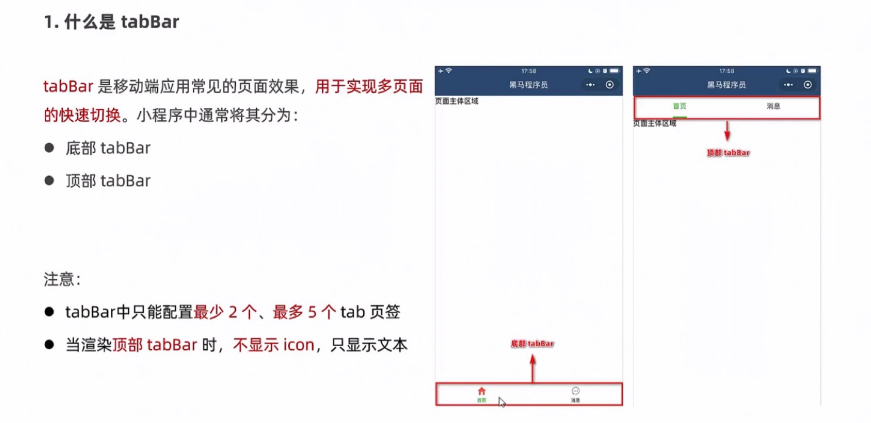 1. 什么是 tabBar
tabBar 是移动端应用常见的页面效果，用于实现多页面
的快速切换。小程序中通常将其分为：
● 底部 tabBar
● 顶部 tabBar
注意：
● tabBar中只能配置最少 2 个、最多 5 个 tab 页签
● 当渲染顶部 tabBar 时，不显示 icon，只显示文本
17:58
黑马程序员
页面主体区域
底部 tabBar
首页
消息
17:58
黑马程序员
首页
消息
页面主体区域
顶部 tabBar